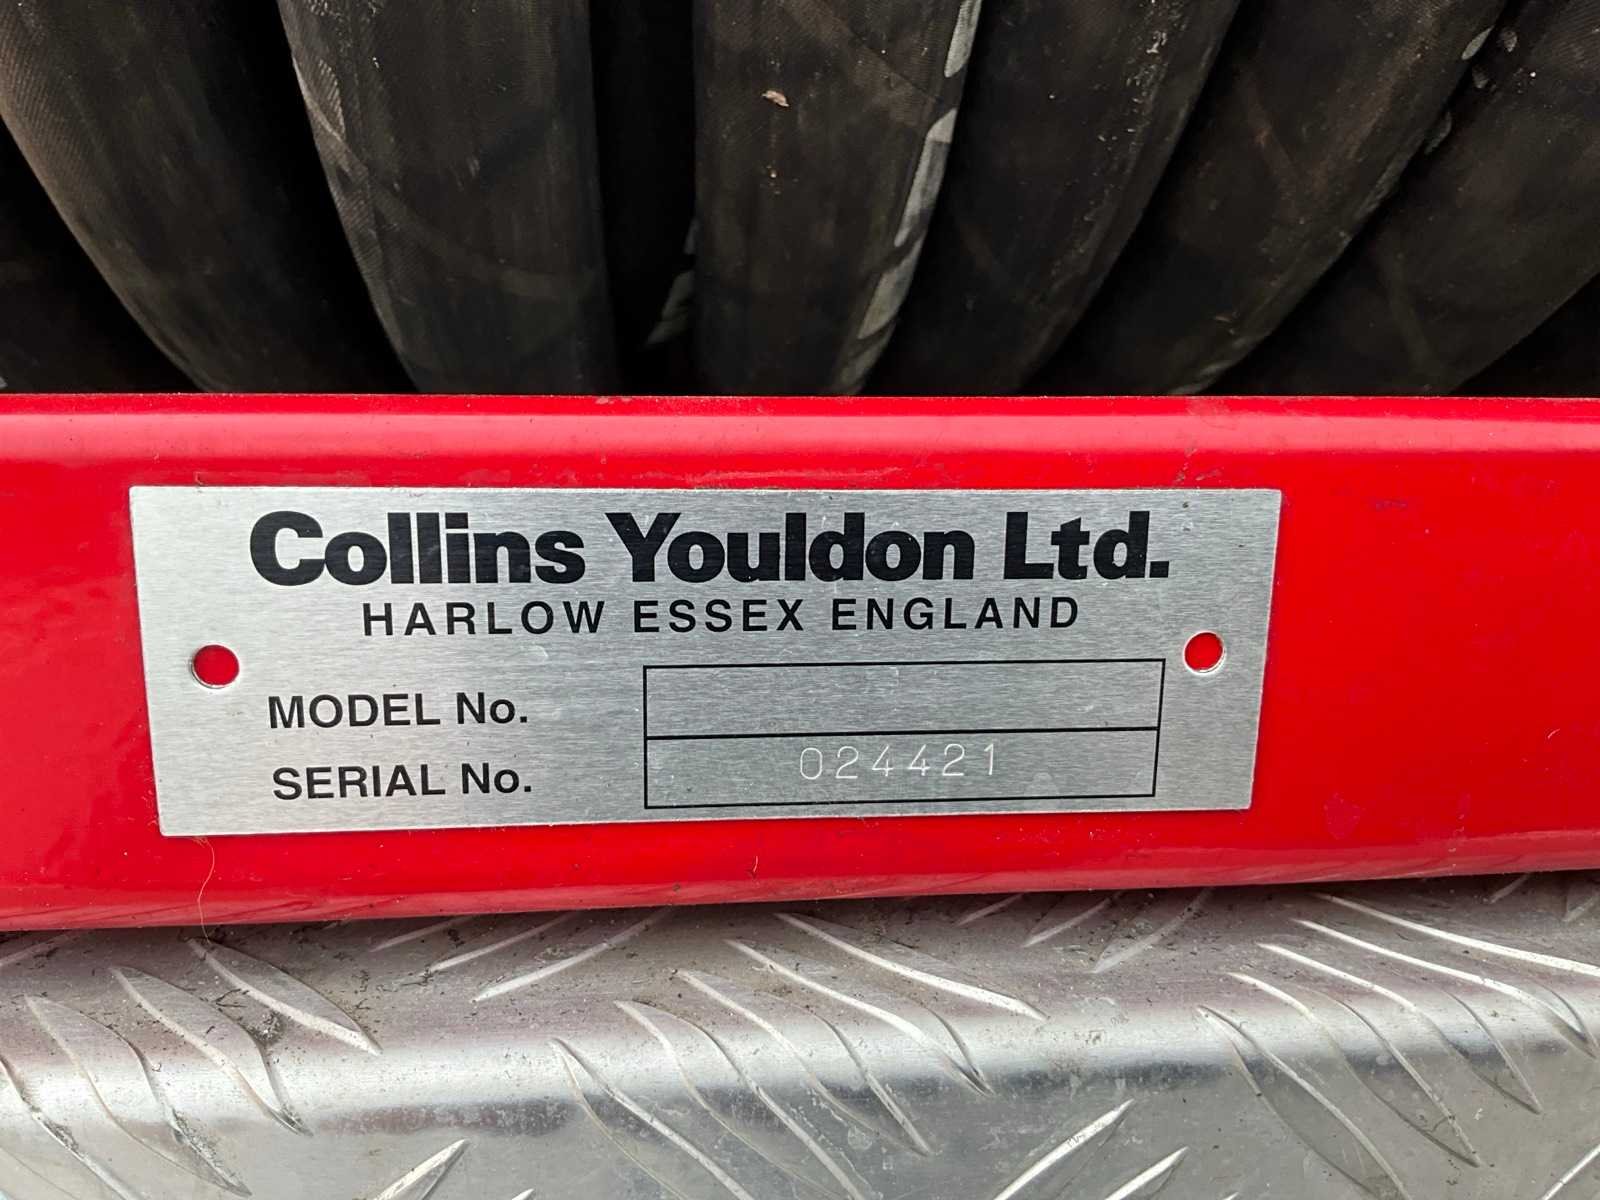 Collins Youldon Ltd.
HARLOW ESSEX ENGLAND
MODEL No.
SERIAL No. 024421